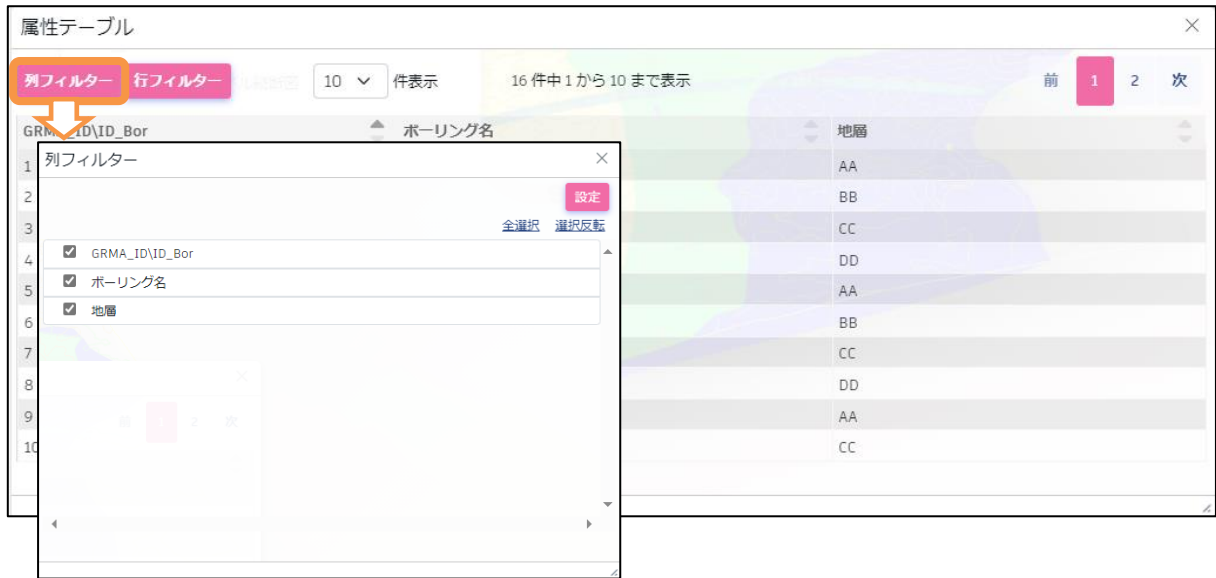 属性テーブル
列フィルター 行フィルター 10 件表示 16 件中 1 から 10 まで表示 前 1 2 次
GRMA_ID\ID_Bor ボーリング名 地層
1 AA
2 BB
3 CC
4 DD
5 AA
6 BB
7 CC
8 DD
9 AA
10 CC
列フィルター
設定
全選択 選択反転
GRMA_ID\ID_Bor
ボーリング名
地層
前 1 2 次